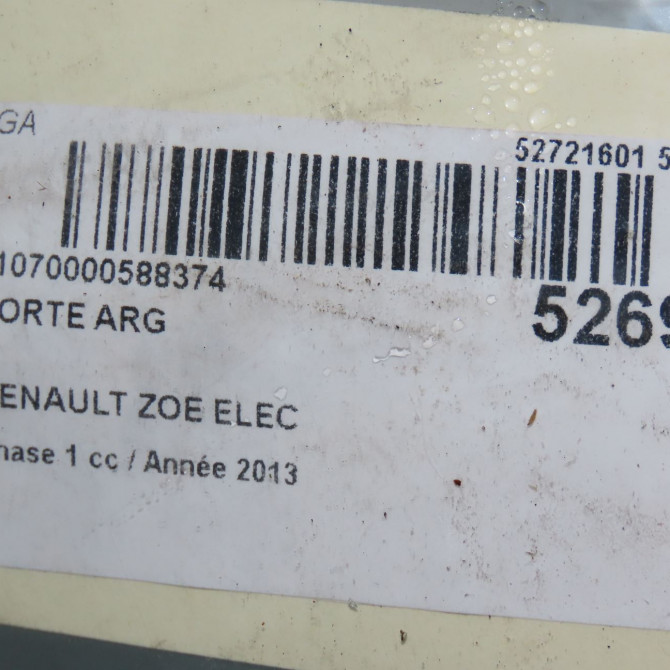 GA
52721601 5
1070000588374
ORTE ARG
5269
ENAULT ZOE ELEC
hase 1 cc / Année 2013